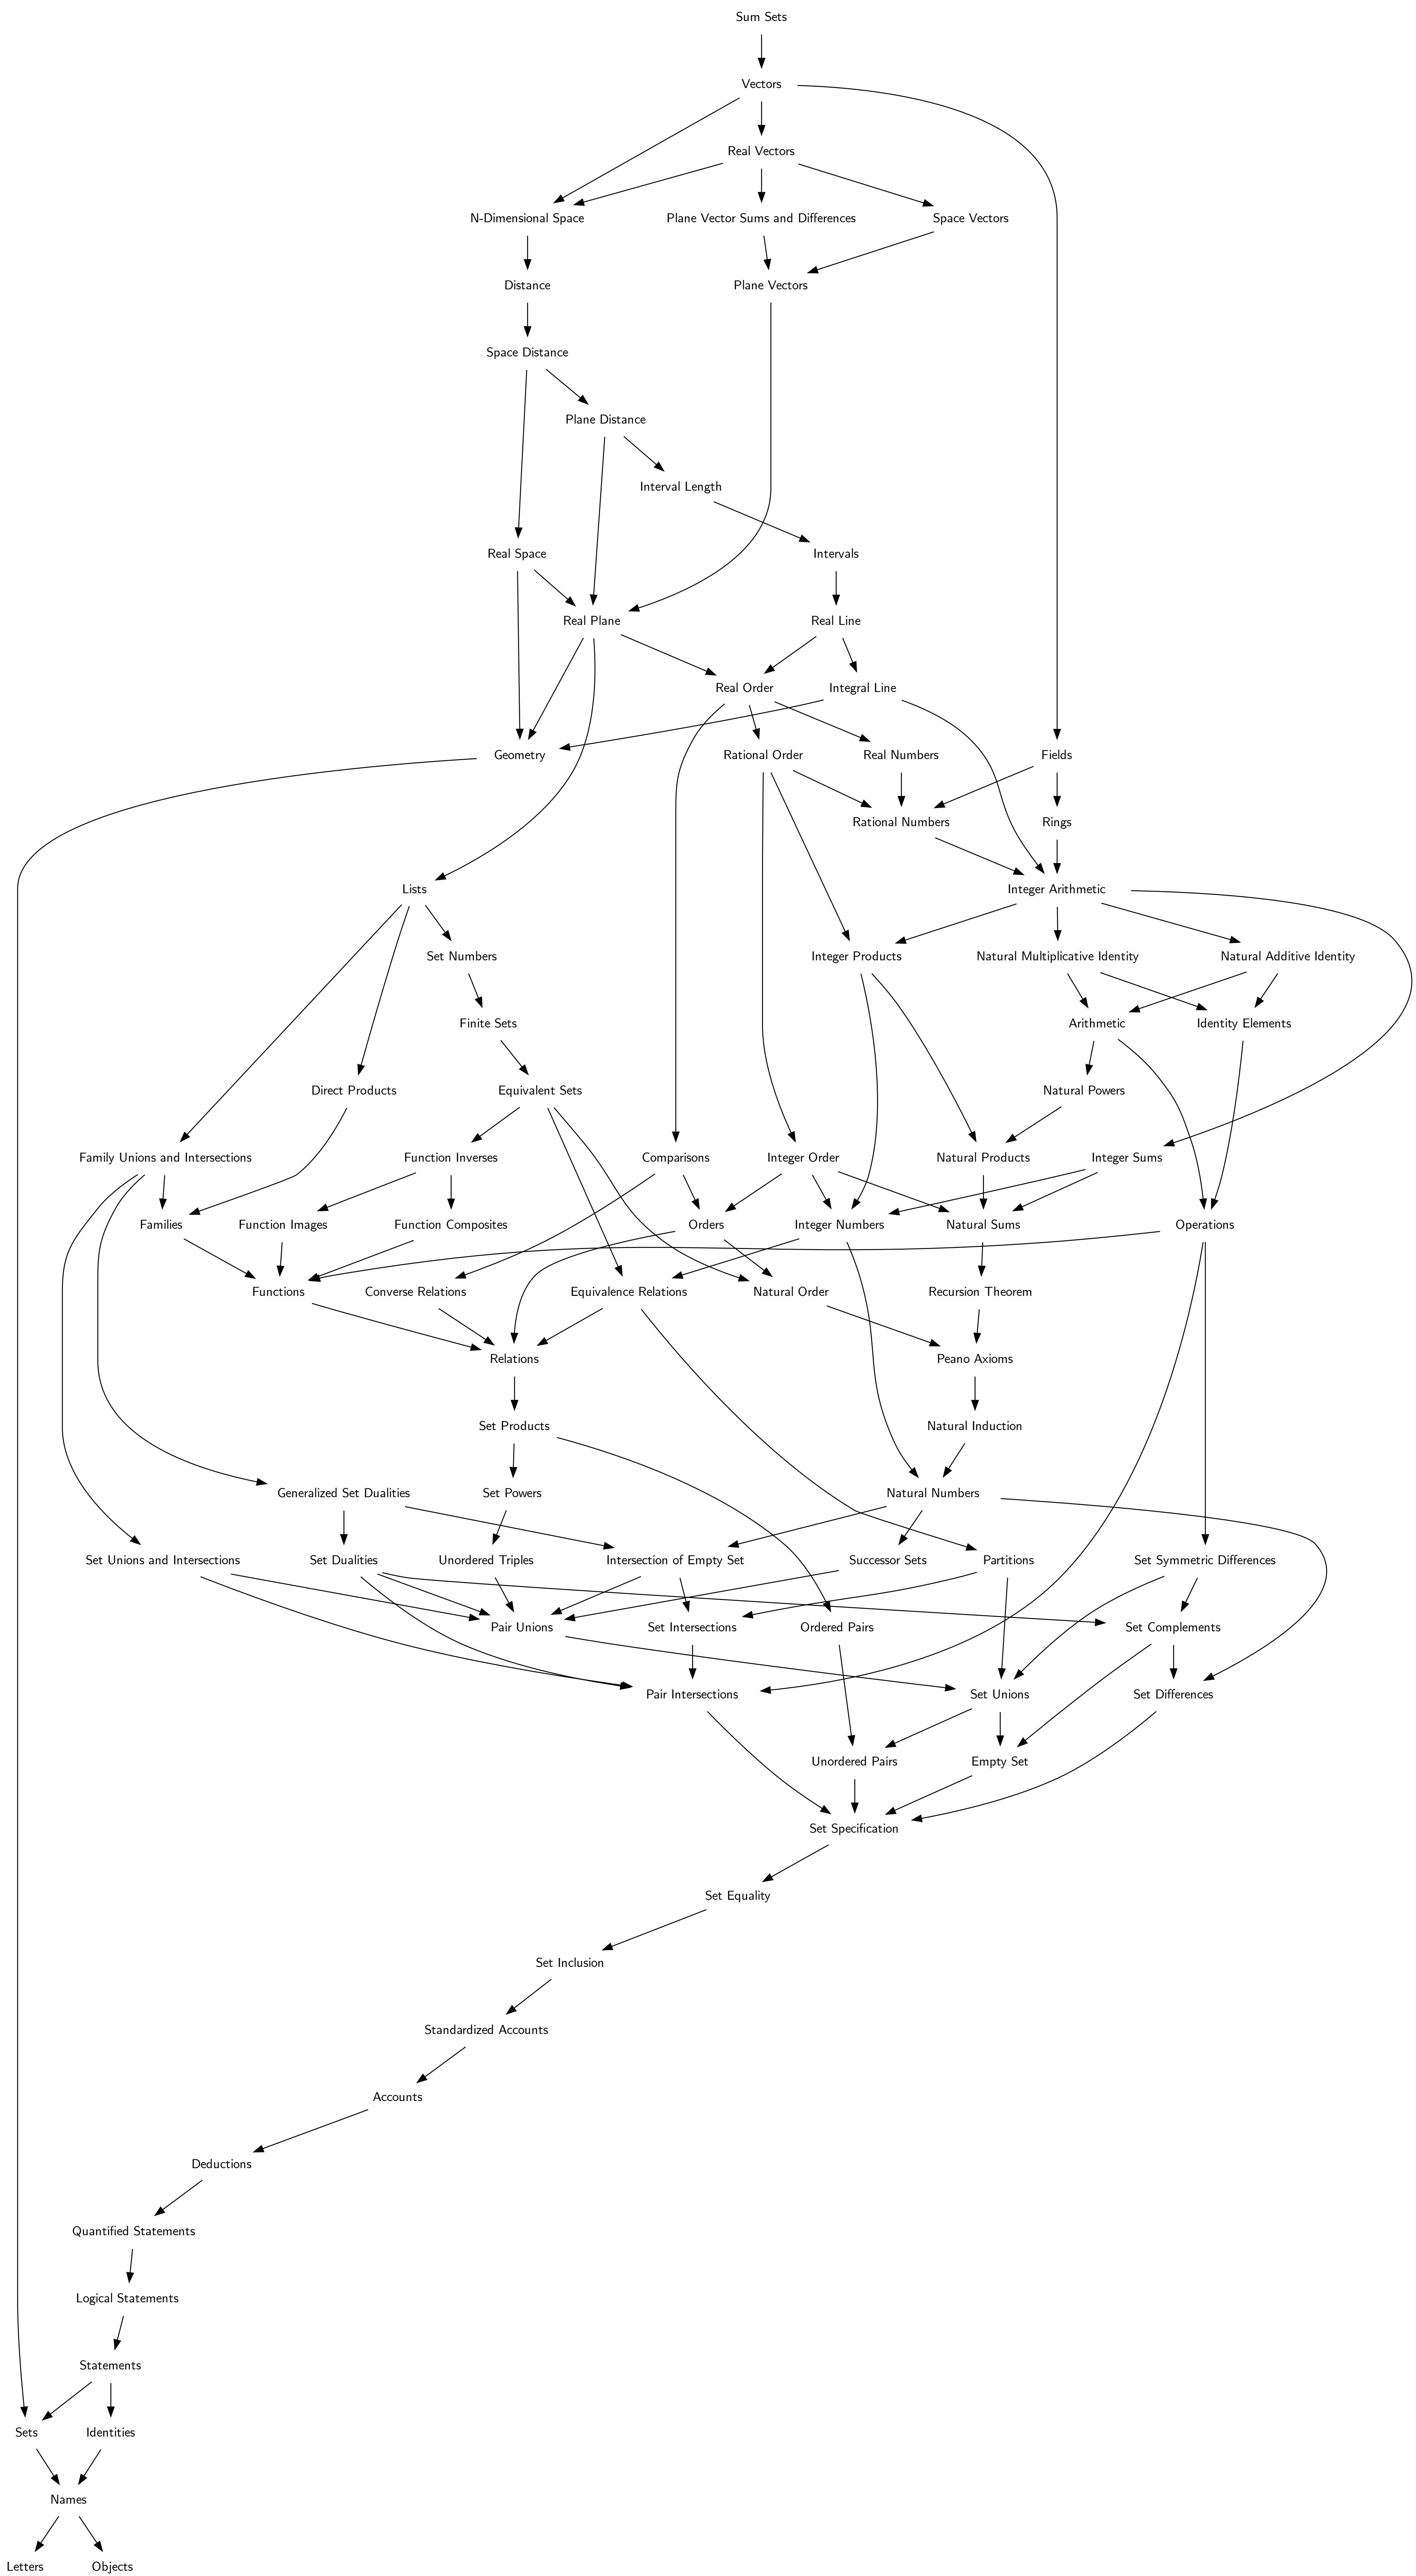 Sum Sets
Vectors
Real Vectors
N-Dimensional Space
Plane Vector Sums and Differences
Space Vectors
Distance
Plane Vectors
Space Distance
Plane Distance
Interval Length
Real Space
Intervals
Real Plane
Real Line
Real Order
Integral Line
Geometry
Rational Order
Real Numbers
Fields
Rational Numbers
Rings
Lists
Integer Arithmetic
Set Numbers
Integer Products
Natural Multiplicative Identity
Natural Additive Identity
Finite Sets
Arithmetic
Identity Elements
Direct Products
Equivalent Sets
Natural Powers
Family Unions and Intersections
Function Inverses
Comparisons
Integer Order
Natural Products
Integer Sums
Families
Function Images
Function Composites
Orders
Integer Numbers
Natural Sums
Operations
Functions
Converse Relations
Equivalence Relations
Natural Order
Recursion Theorem
Relations
Peano Axioms
Set Products
Natural Induction
Generalized Set Dualities
Set Powers
Natural Numbers
Set Unions and Intersections
Set Dualities
Unordered Triples
Intersection of Empty Set
Successor Sets
Partitions
Set Symmetric Differences
Pair Unions
Set Intersections
Ordered Pairs
Set Complements
Pair Intersections
Set Unions
Set Differences
Unordered Pairs
Empty Set
Set Specification
Set Equality
Set Inclusion
Standardized Accounts
Accounts
Deductions
Quantified Statements
Logical Statements
Statements
Sets
Identities
Names
Letters
Objects